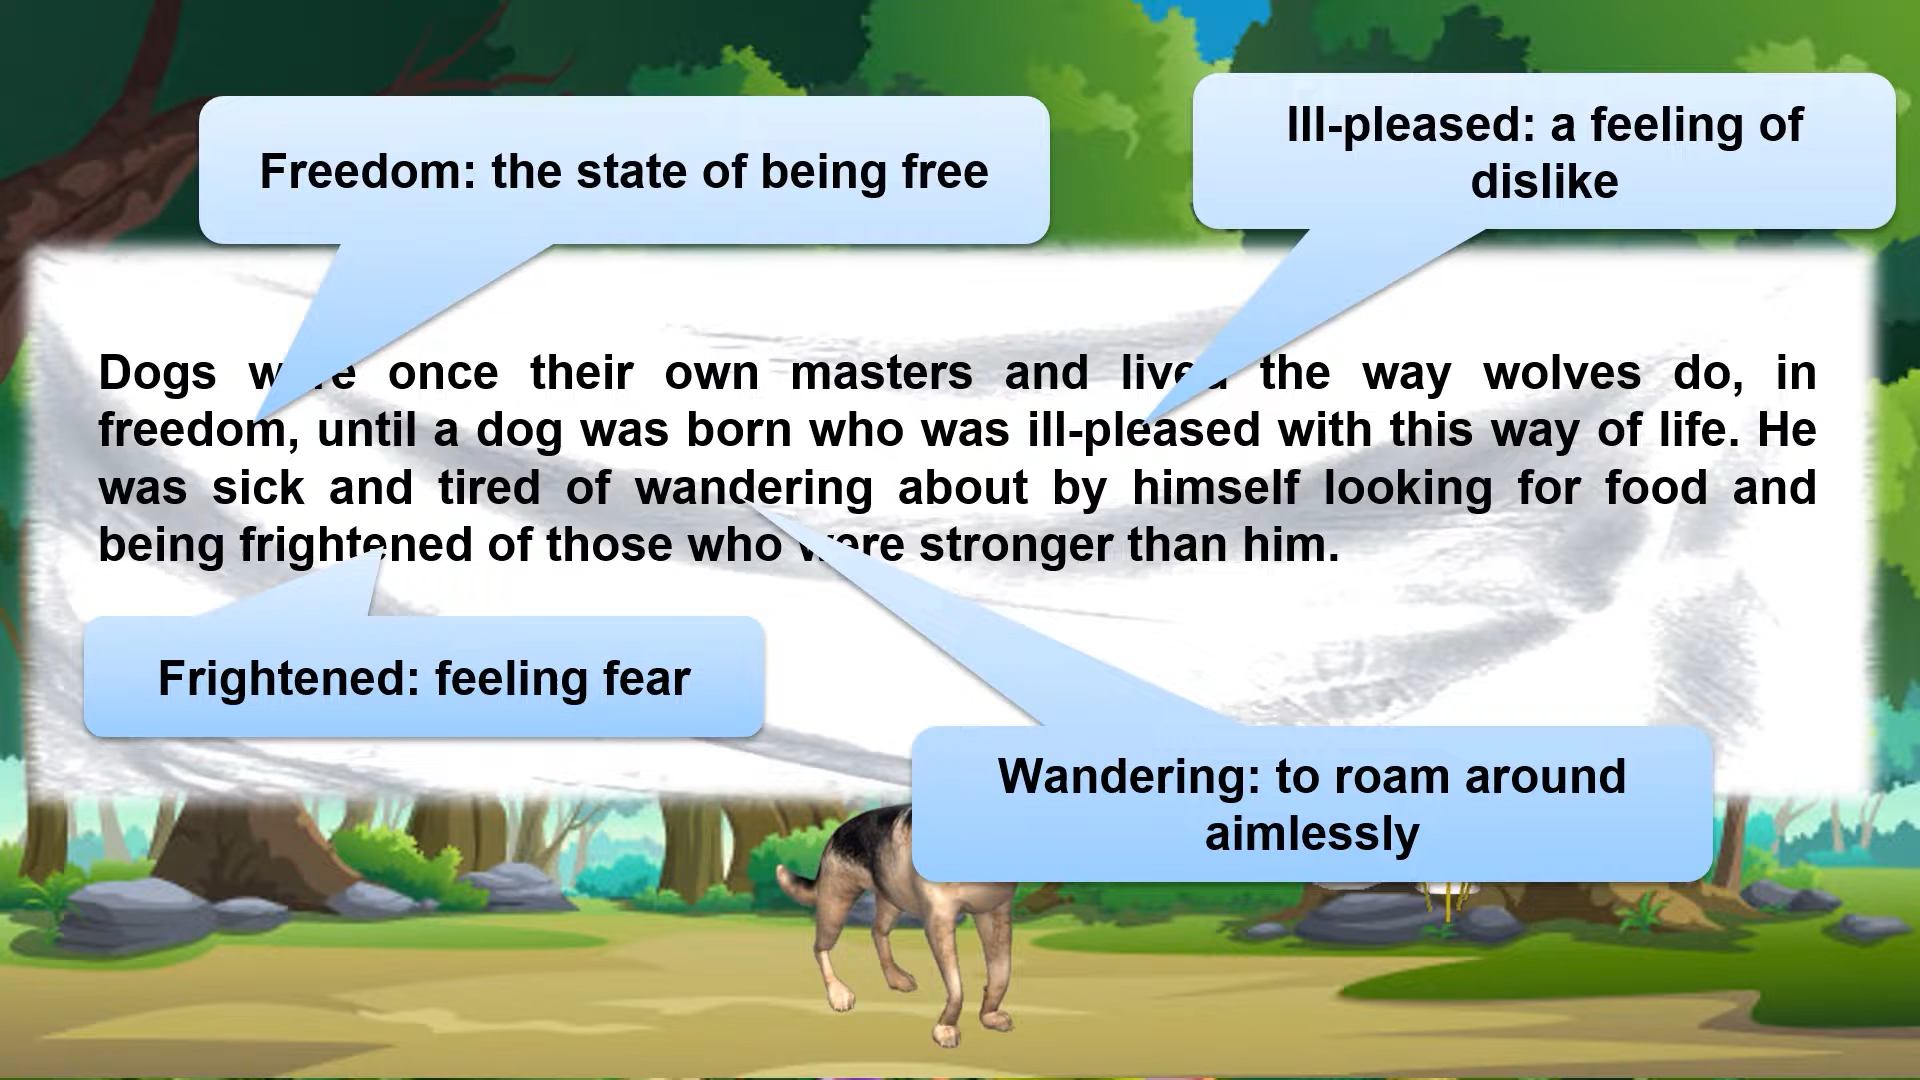 Freedom: the state of being free
Ill-pleased: a feeling of
dislike
Dogs were once their own masters and lived the way wolves do, in
freedom, until a dog was born who was ill-pleased with this way of life. He
was sick and tired of wandering about by himself looking for food and
being frightened of those who were stronger than him.
Frightened: feeling fear
Wandering: to roam around
aimlessly